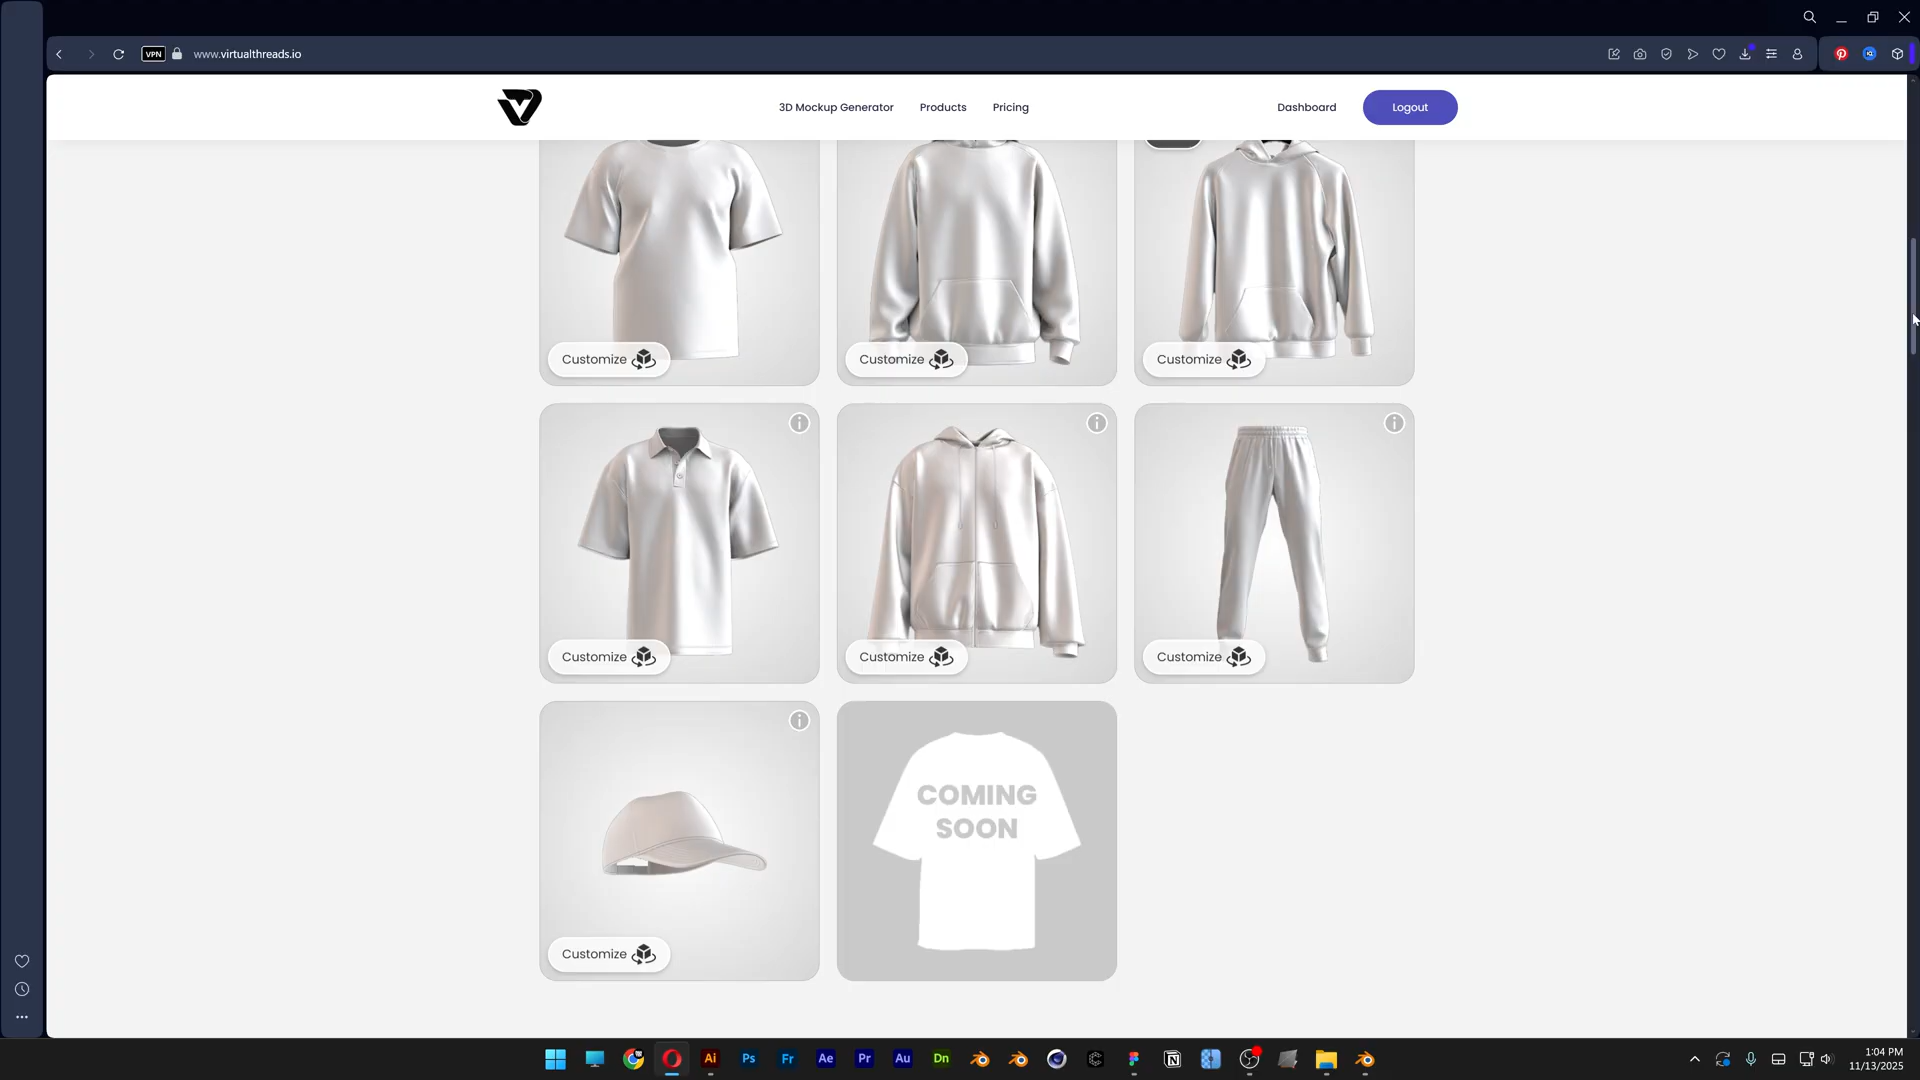 VPN
www.virtualthreads.io
3D Mockup Generator
Products
Pricing
Dashboard
Logout
Customize
Customize
Customize
Customize
Customize
Customize
COMING
SOON
Customize
Ai
Ps
Fr
Ae
Pr
Au
Dn
1:04 PM
11/13/2025